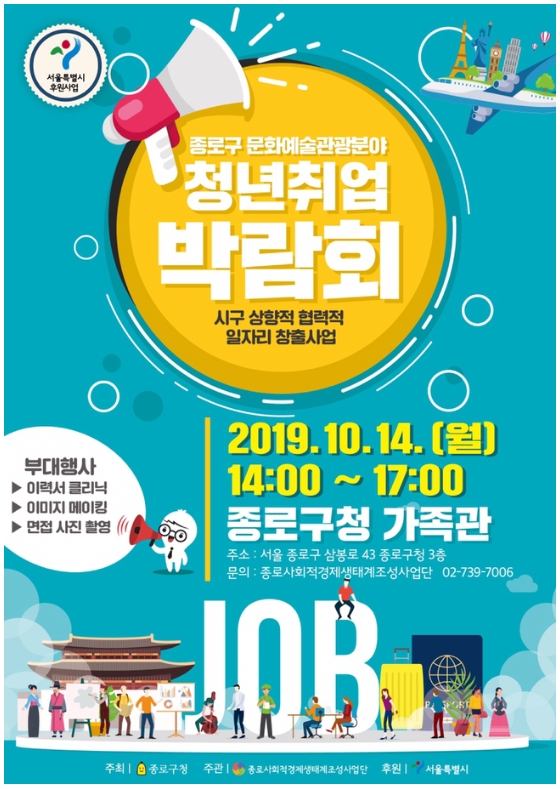 서울특별시
후원사업
종로구 문화예술관광분야
청년취업
박람회
시구 상향적 협력적
일자리 창출사업
2019. 10. 14. (월)
14:00 ~ 17:00
종로구청 가족관
주소 : 서울 종로구 삼봉로 43 종로구청 3층
문의 : 종로사회적경제생태계조성사업단 02-739-7006
부대행사
▶ 이력서 클리닉
▶ 이미지 메이킹
▶ 면접 사진 촬영
JOB
PASSPORT
주최 | 종로구청 주관 | 종로사회적경제생태계조성사업단 후원 | 서울특별시